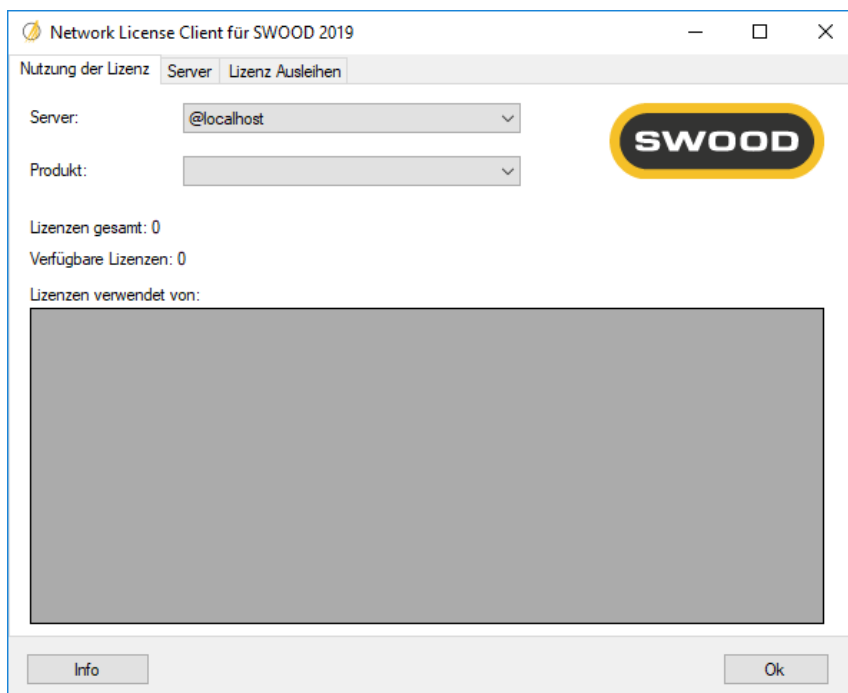 Network License Client für SWOOD 2019
Nutzung der Lizenz Server Lizenz Ausleihen
Server: @localhost
SWOOD
Produkt:
Lizenzen gesamt: 0
Verfügbare Lizenzen: 0
Lizenzen verwendet von:
Info Ok